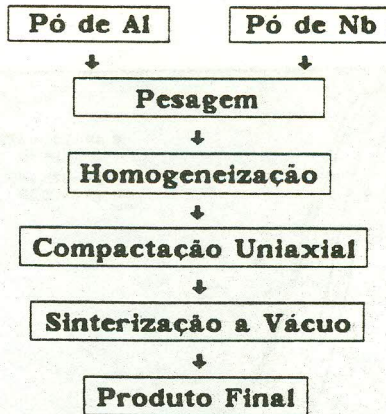 Pó de Al
Pó de Nb
Pesagem
Homogeneização
Compactação Uniaxial
Sinterização a Vácuo
Produto Final